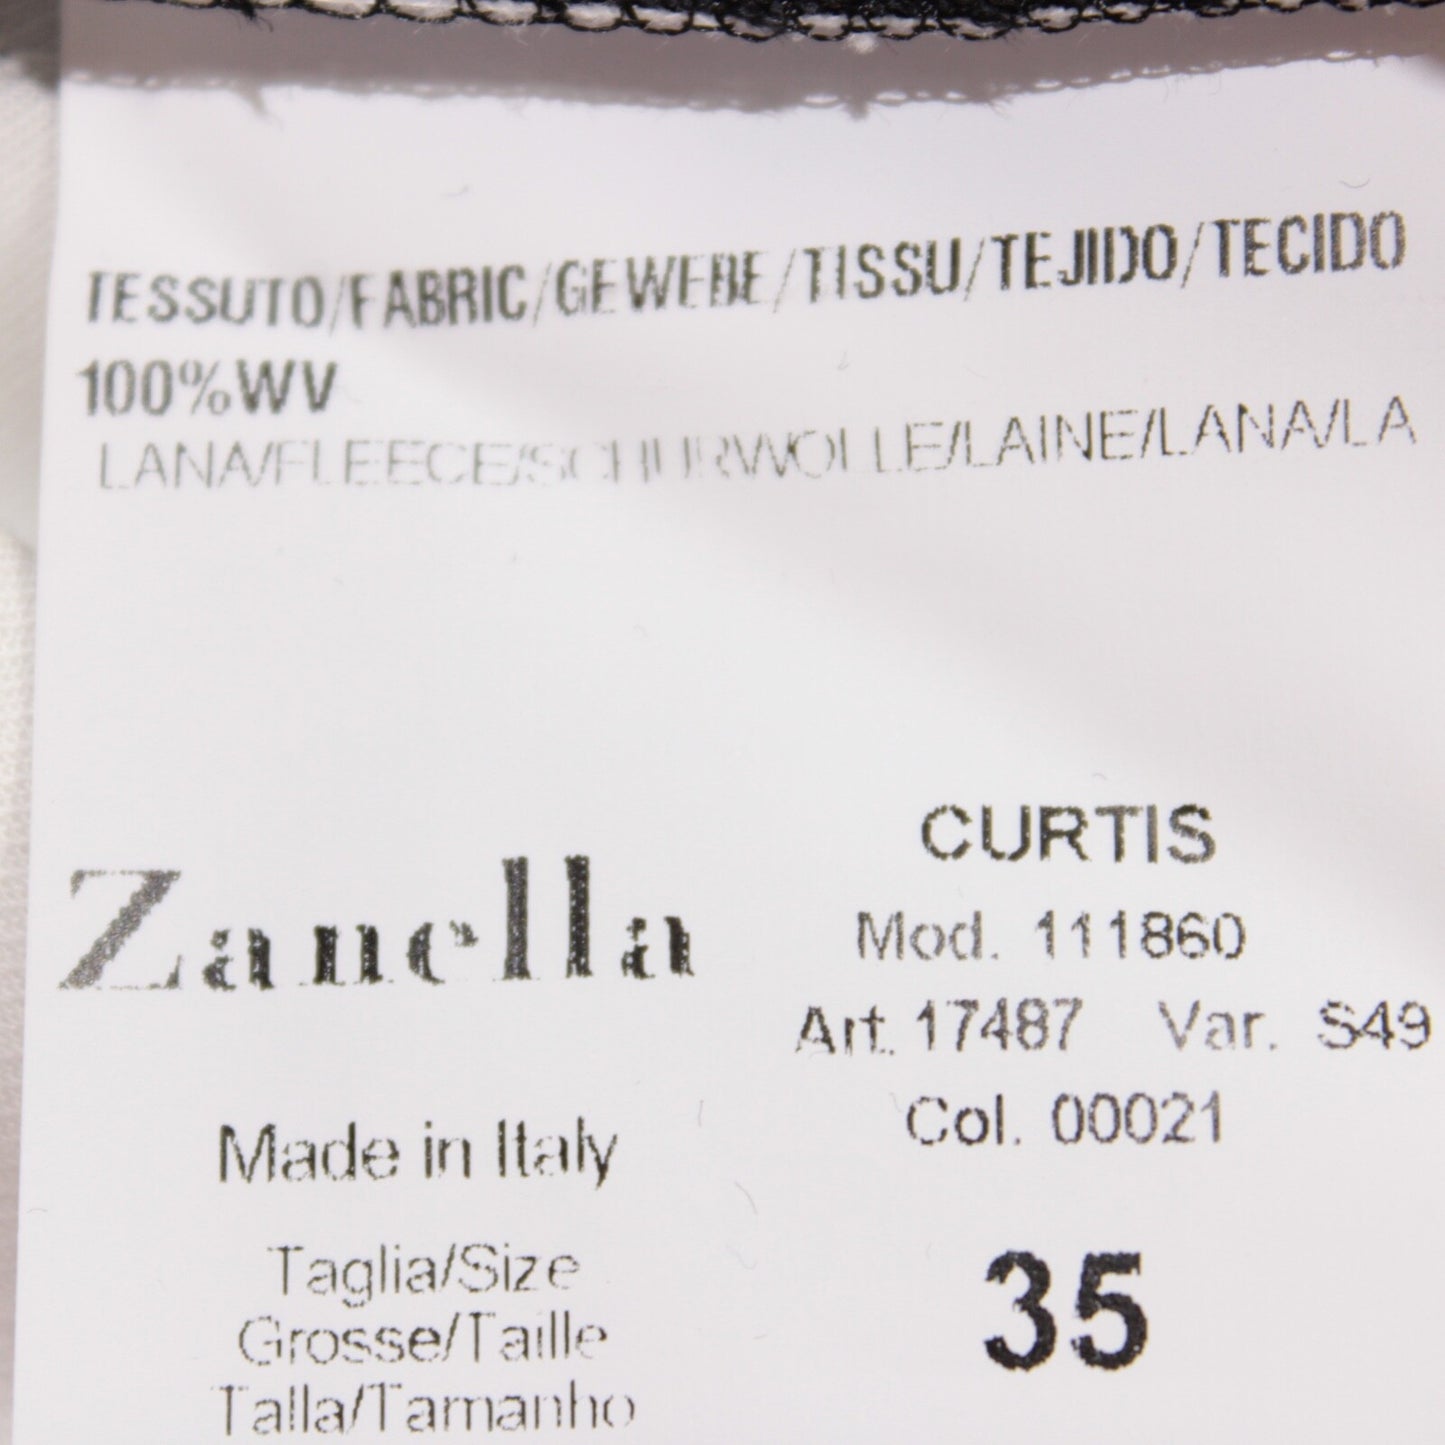 TESSUTO/FABRIC/GEWEBE/TISSU/TEJIDO/TECIDO
100%WV
LANA/FLEECE/SCHURWOLLE/LAINE/LANA/LA
Zanella
Made in Italy
Taglia/Size
Grosse/Taille
Talla/Tamanho
CURTIS
Mod. 111860
Art. 17487 Var. S49
Col. 00021
35